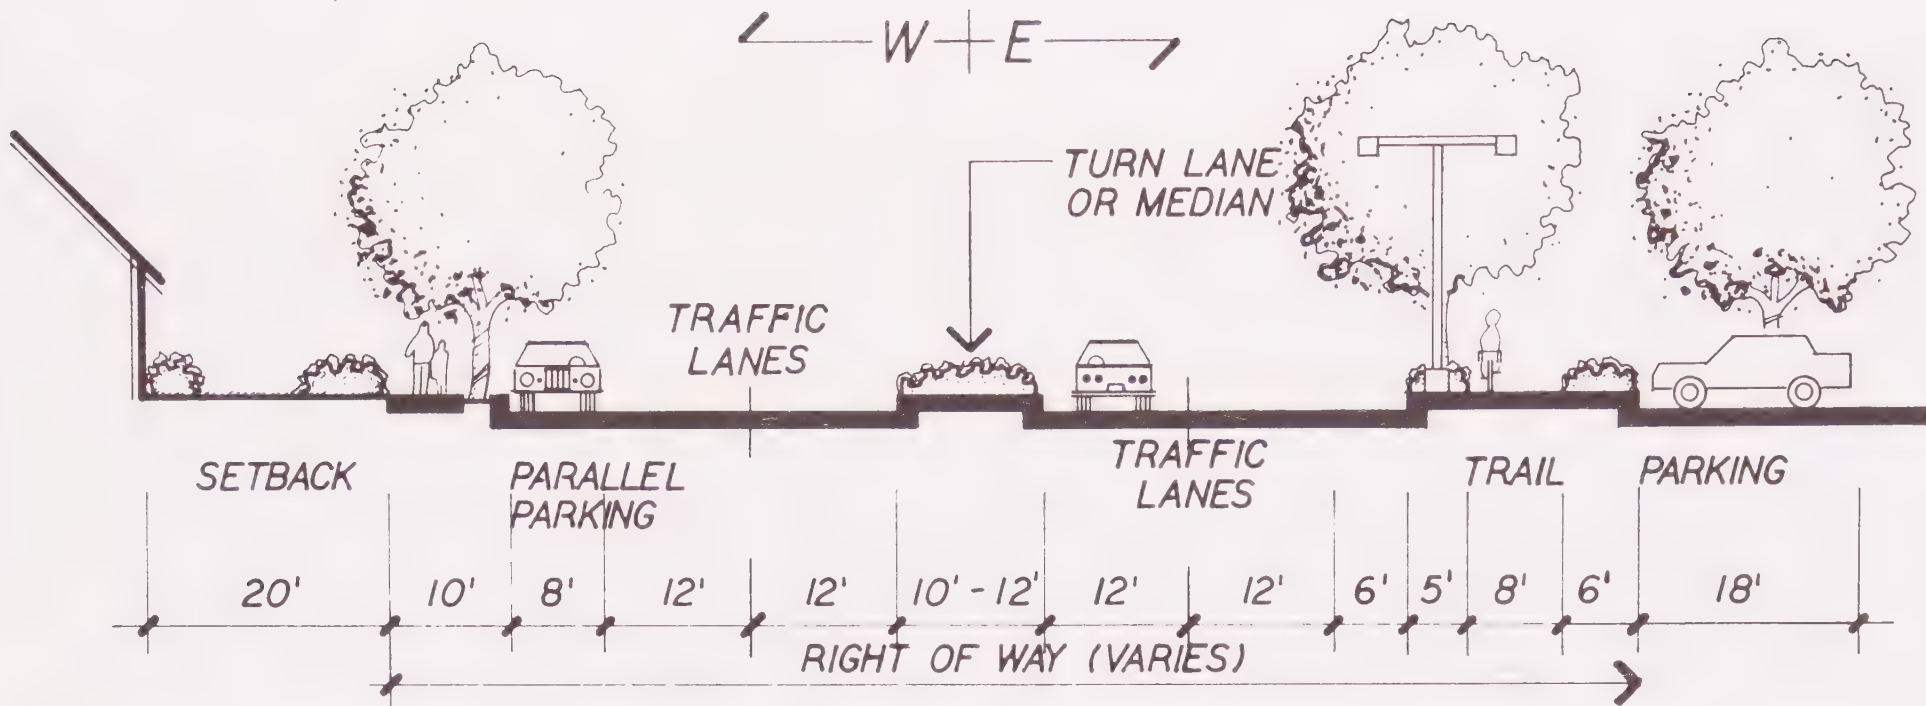 W E
TURN LANE
OR MEDIAN
TRAFFIC
LANES
TRAFFIC
LANES
SETBACK
PARALLEL
PARKING
TRAIL
PARKING
20' 10' 8' 12' 12' 10' - 12' 12' 12' 6' 5' 8' 6' 18'
RIGHT OF WAY (VARIES)